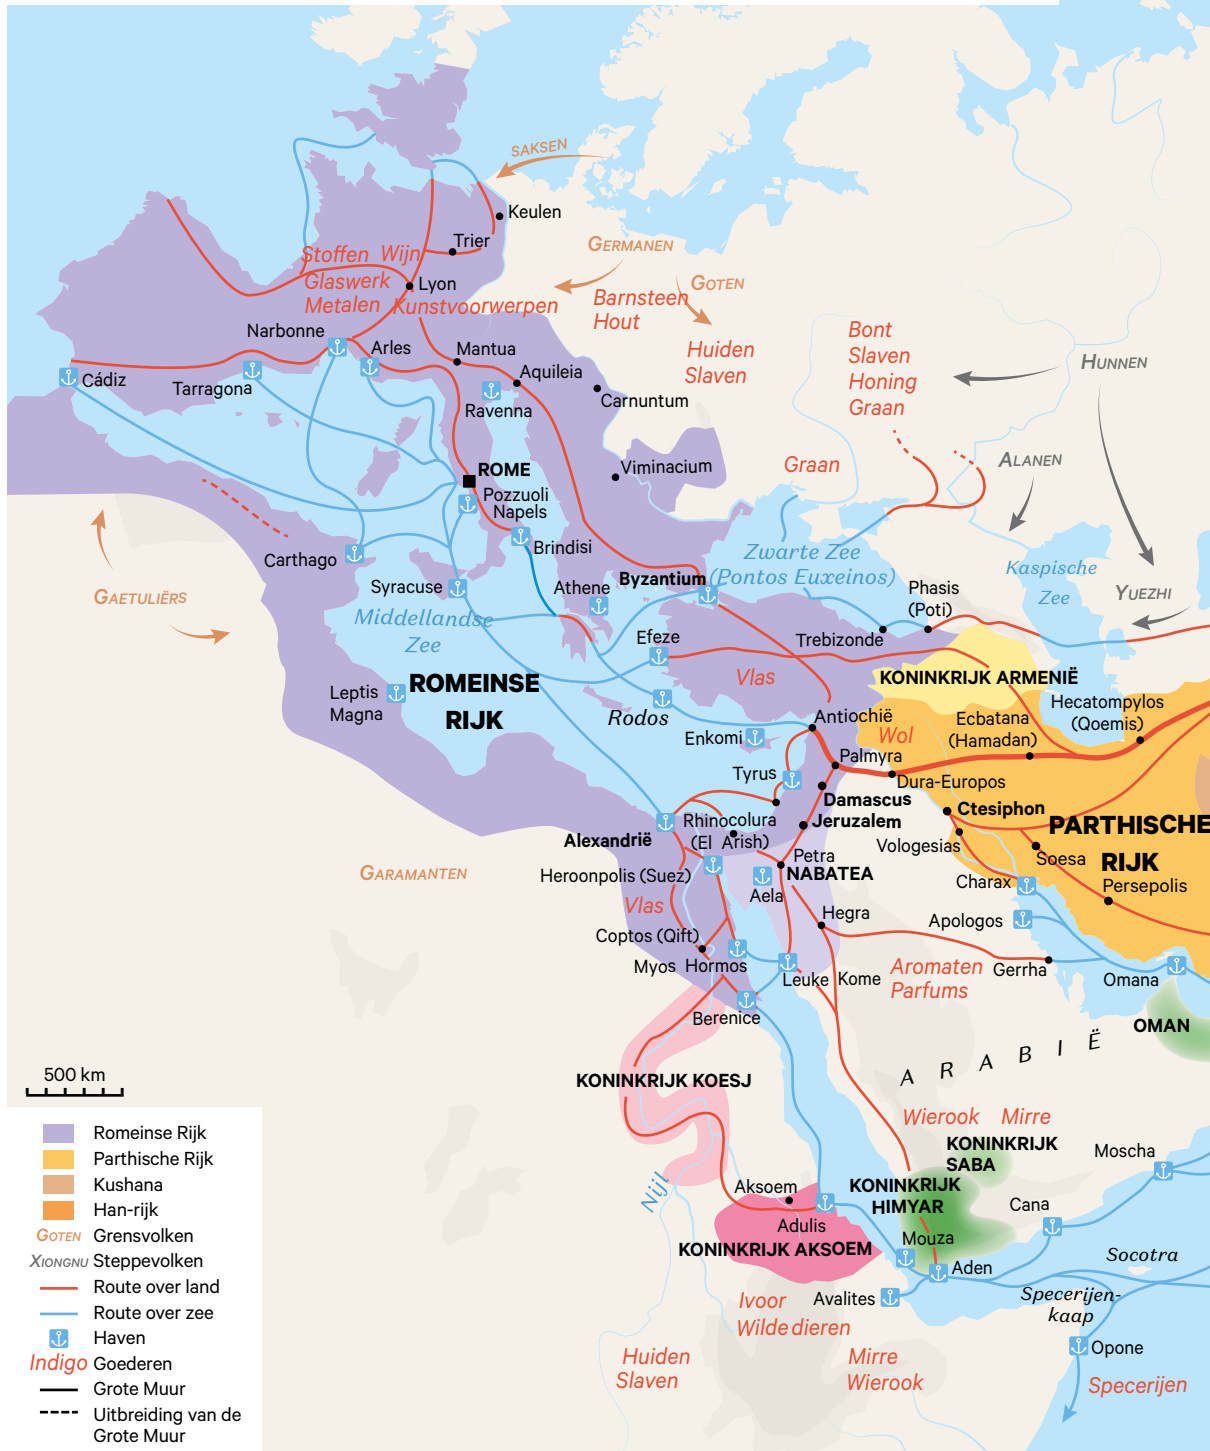 SAKSEN
Keulen
Trier
GERMANEN
Stoffen Wijn
Glaswerk
Lyon
Metalen
Kunstvoorwerpen
GOTEN
Barnsteen
Hout
Narbonne
Arles
Mantua
Huiden
Slaven
Bont
Slaven
Honing
Graan
HUNNEN
Cádiz
Tarragona
Aquileia
Ravenna
Carnuntum
ROME
Viminacium
Graan
ALANEN
Pozzuoli
Napels
Brindisi
Carthago
Zwarte Zee
(Pontos Euxeinos)
Kaspische
Zee
GAETULIËRS
Syracuse
Athene
Byzantium
Phasis
(Poti)
YUEZHI
Middellandse
Zee
Efeze
Trebizonde
Vlas
KONINKRIJK ARMENIË
Leptis
Magna
ROMEINSE
RIJK
Rodos
Antiochië
Ecbatana
(Hamadan)
Hecatompylos
(Qoemis)
Enkomi
Wol
Palmyra
Tyrus
Dura-Europos
Damascus
Ctesiphon
Alexandrië
Rhinocolura
(El Arish)
Jeruzalem
Vologesias
PARTHISCHE
RIJK
Soesa
Petra
NABATEA
GARAMANTEN
Heroonpolis (Suez)
Aela
Charax
Persepolis
Vlas
Hegra
Apologos
Coptos (Qift)
Myos Hormos
Leuke Kome
Aromaten
Parfums
Gerrha
Omana
Berenice
OMAN
ARABIË
500 km
KONINKRIJK KOESJ
Wierook Mirre
KONINKRIJK
SABA
Moscha
Nijl
Aksoem
KONINKRIJK
HIMYAR
Cana
Adulis
KONINKRIJK AKSOEM
Mouza
Aden
Socotra
Ivoor
Wilde dieren
Avalites
Specerijen-
kaap
Huiden
Slaven
Mirre
Wierook
Opone
Specerijen
Romeinse Rijk
Parthische Rijk
Kushana
Han-rijk
GOTEN Grensvolken
XIONGNU Steppevolken
Route over land
Route over zee
Haven
Indigo Goederen
Grote Muur
Uitbreiding van de
Grote Muur